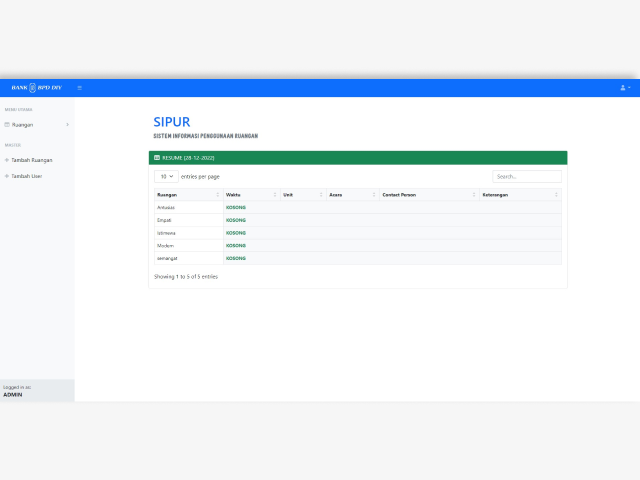 BANK BPD DIY
MENU UTAMA
Ruangan
MASTER
Tambah Ruangan
Tambah User
SIPUR
SISTEM INFORMASI PENGGUNAAN RUANGAN
RESUME (28-12-2022)
10 entries per page
Search...
Ruangan Waktu Unit Acara Contact Person Keterangan
Antusias KOSONG
Empati KOSONG
Istimewa KOSONG
Modern KOSONG
semangat KOSONG
Showing 1 to 5 of 5 entries
Logged in as:
ADMIN